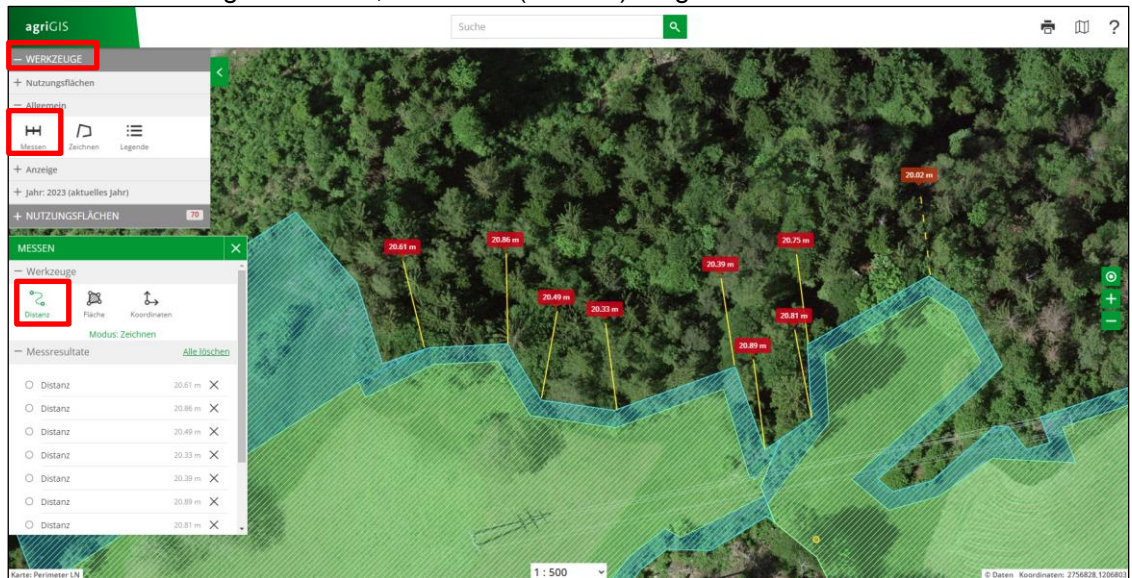 agriGIS
Suche
?
WERKZEUGE
+ Nutzungsflächen
Allgemein
Messen Zeichnen Legende
+ Anzeige
+ Jahr: 2023 (aktuelles Jahr)
+ NUTZUNGSFLÄCHEN 70
MESSEN
Werkzeuge
Distanz Fläche Koordinaten
Modus: Zeichnen
Messresultate Alle löschen
Distanz 20.61 m
Distanz 20.86 m
Distanz 20.49 m
Distanz 20.33 m
Distanz 20.39 m
Distanz 20.89 m
Distanz 20.81 m
20.02 m
20.61 m
20.86 m
20.75 m
20.39 m
20.49 m
20.33 m
20.81 m
20.89 m
Karte: Perimeter LN
1 : 500
© Daten Koordinaten: 2756828,1206803